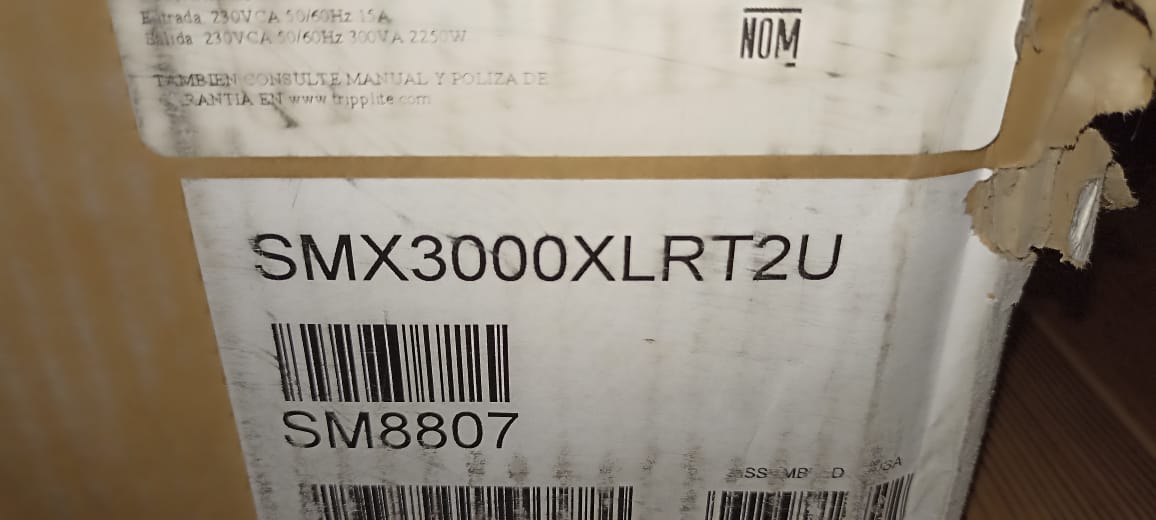 Entrada 230VCA 50/60Hz 15A
Salida 230VCA 50/60Hz 300VA 2250W
NOM
TAMBIEN CONSULTE MANUAL Y POLIZA DE
RANTIA EN www.tripplite.com
SMX3000XLRT2U
SM8807